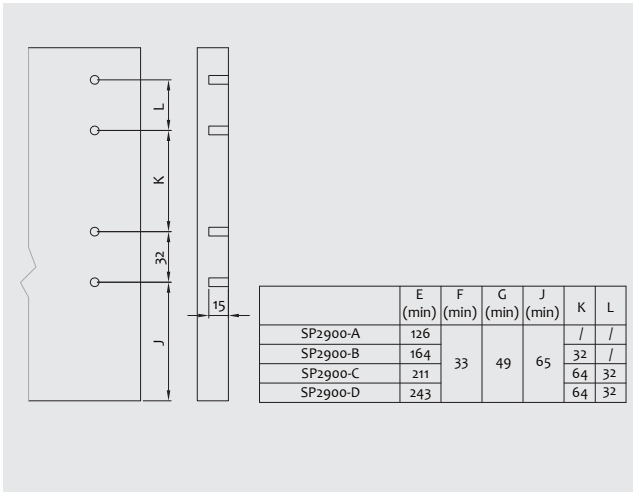 L
K
32
15
J
E F G J K L
(min) (min) (min) (min)
SP2900-A 126 33 49 65 / /
SP2900-B 164 32 /
SP2900-C 211 64 32
SP2900-D 243 64 32